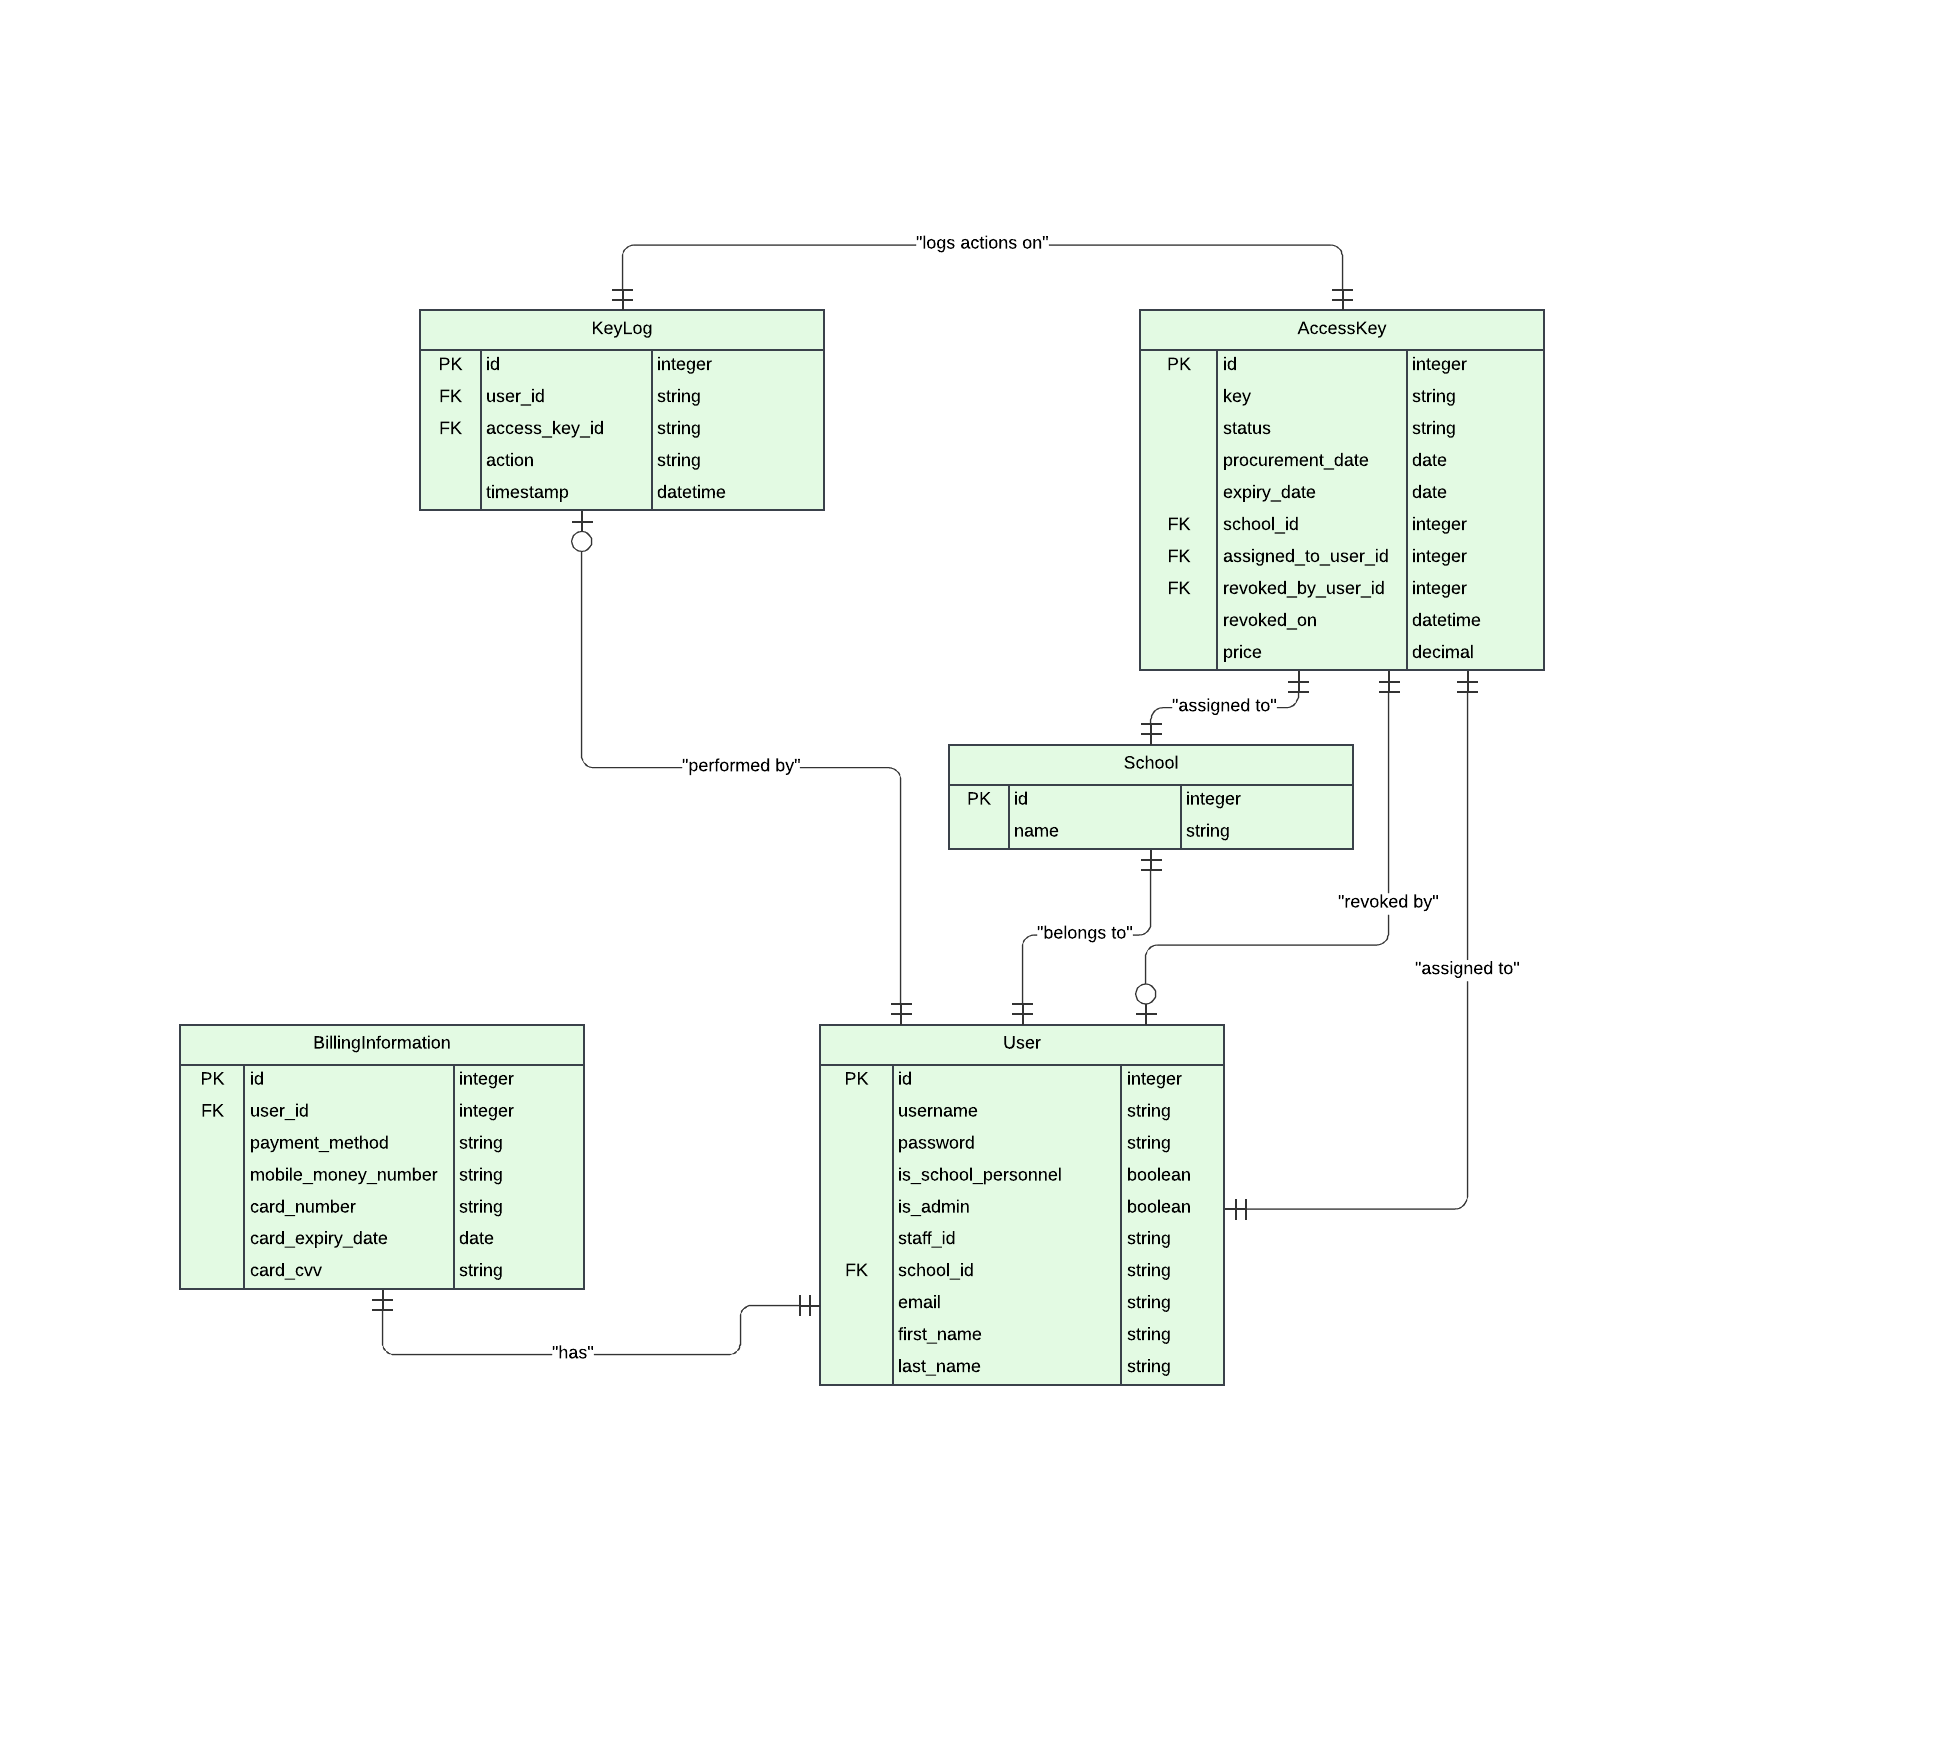 "logs actions on"
KeyLog
PK id integer
FK user_id string
FK access_key_id string
action string
timestamp datetime
AccessKey
PK id integer
key string
status string
procurement_date date
expiry_date date
FK school_id integer
FK assigned_to_user_id integer
FK revoked_by_user_id integer
revoked_on datetime
price decimal
"assigned to"
"performed by"
School
PK id integer
name string
"revoked by"
"belongs to"
"assigned to"
BillingInformation
PK id integer
FK user_id integer
payment_method string
mobile_money_number string
card_number string
card_expiry_date date
card_cvv string
User
PK id integer
username string
password string
is_school_personnel boolean
is_admin boolean
staff_id string
FK school_id string
email string
first_name string
last_name string
"has"